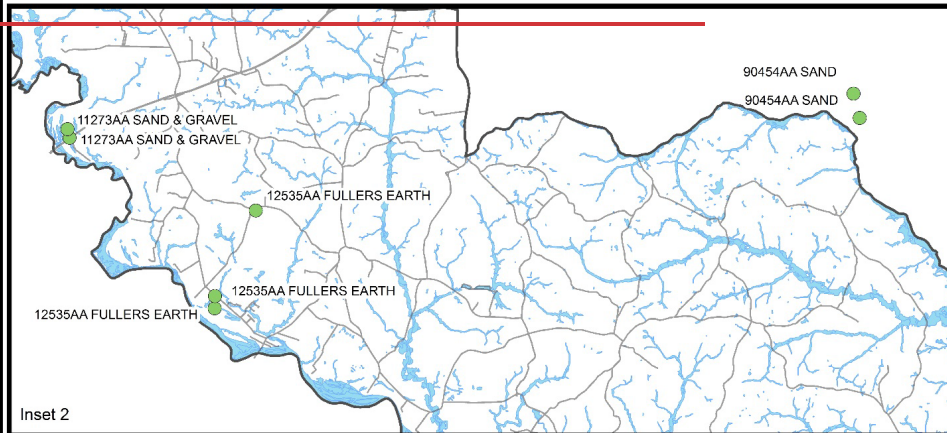 90454AA SAND
90454AA SAND
11273AA SAND & GRAVEL
11273AA SAND & GRAVEL
12535AA FULLERS EARTH
12535AA FULLERS EARTH
12535AA FULLERS EARTH
Inset 2